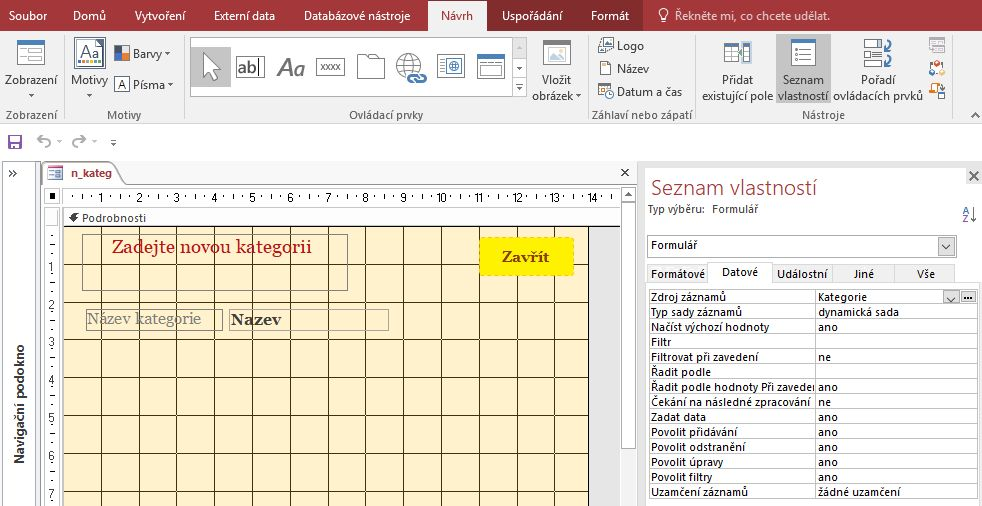 Soubor Domů Vytvoření Externí data Databázové nástroje Návrh Uspořádání Formát Řekněte mi, co chcete udělat.
Zobrazení
Zobrazení
Aa
Motivy
Barvy
A Písma
Motivy
ab Aa xxxx
Ovládací prvky
Vložit
obrázek
Logo
Název
Datum a čas
Záhlaví nebo zápatí
Přidat
existující pole
Seznam
vlastností
Pořadí
ovládacích prvků
Nástroje
n_kateg
1 2 3 4 5 6 7 8 9 10 11 12 13 14
Podrobnosti
Zadejte novou kategorii
Zavřít
Název kategorie Nazev
1
2
3
4
5
6
7
Navigační podokno
Seznam vlastností
Typ výběru: Formulář
A
Z
Formulář
Formátové Datové Událostní Jiné Vše
Zdroj záznamů Kategorie
Typ sady záznamů dynamická sada
Načíst výchozí hodnoty ano
Filtr
Filtrovat při zavedení ne
Řadit podle
Řadit podle hodnoty Při zaveden ano
Čekání na následné zpracování ne
Zadat data ano
Povolit přidávání ano
Povolit odstranění ano
Povolit úpravy ano
Povolit filtry ano
Uzamčení záznamů žádné uzamčení